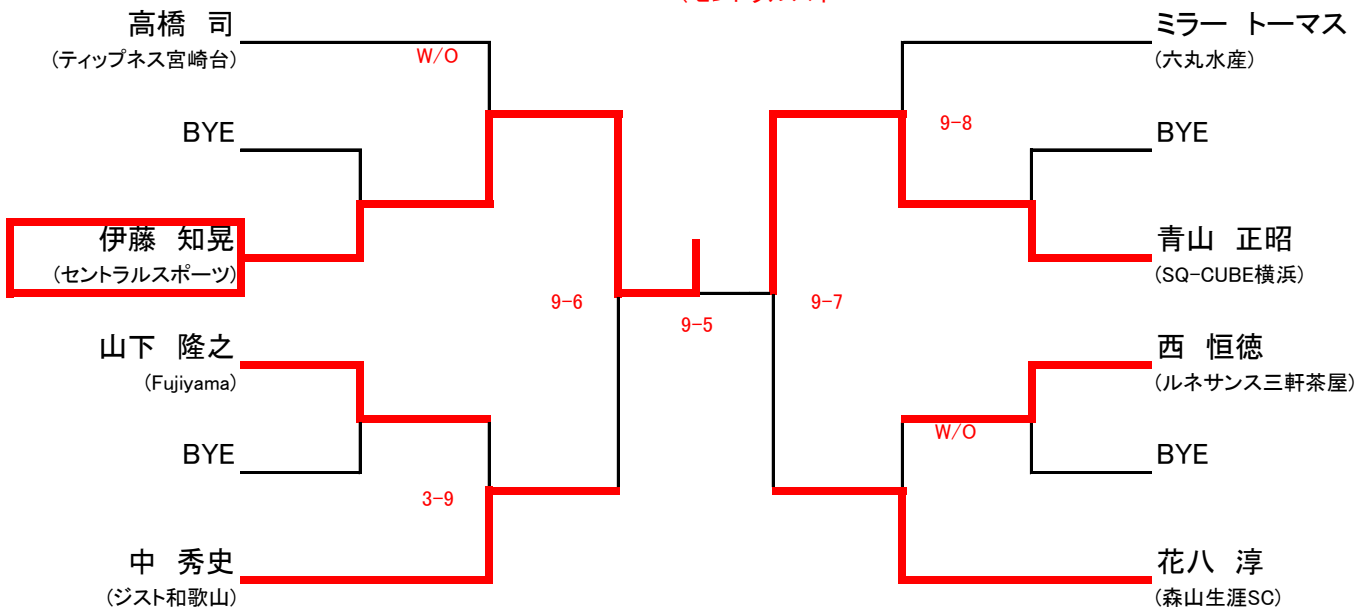 高橋 司
(ティップネス宮崎台)
W/O
BYE
伊藤 知晃
(セントラルスポーツ)
山下 隆之
(Fujiyama)
BYE
3-9
中 秀史
(ジスト和歌山)
9-6
9-5
9-7
ミラー トーマス
(六丸水産)
9-8
BYE
青山 正昭
(SQ-CUBE横浜)
西 恒徳
(ルネサンス三軒茶屋)
W/O
BYE
花八 淳
(森山生涯SC)